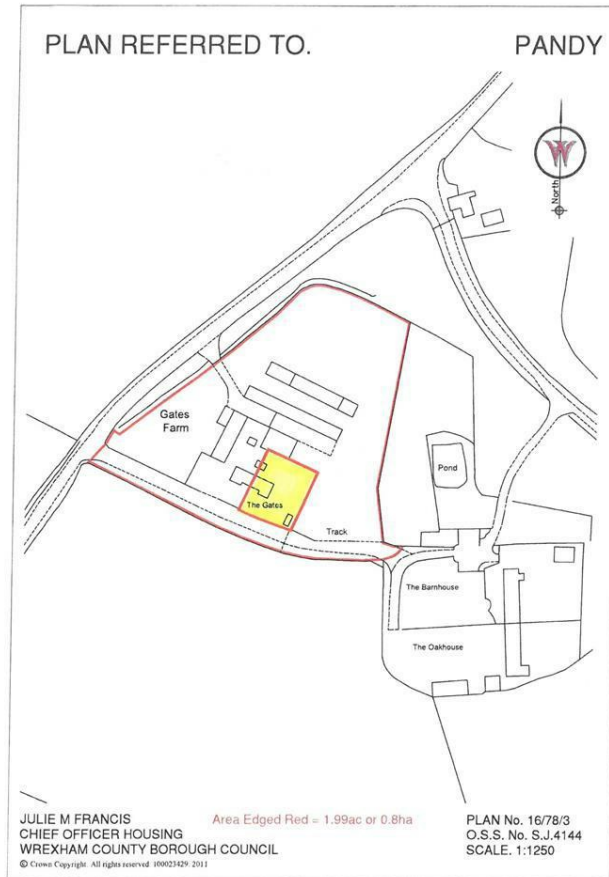 PLAN REFERRED TO. PANDY
North
Gates
Farm
Pond
The Gates
Track
The Barnhouse
The Oakhouse
JULIE M FRANCIS
CHIEF OFFICER HOUSING
WREXHAM COUNTY BOROUGH COUNCIL
© Crown Copyright. All rights reserved. 100023429. 2011
Area Edged Red = 1.99ac or 0.8ha
PLAN No. 16/78/3
O.S.S. No. S.J.4144
SCALE. 1:1250